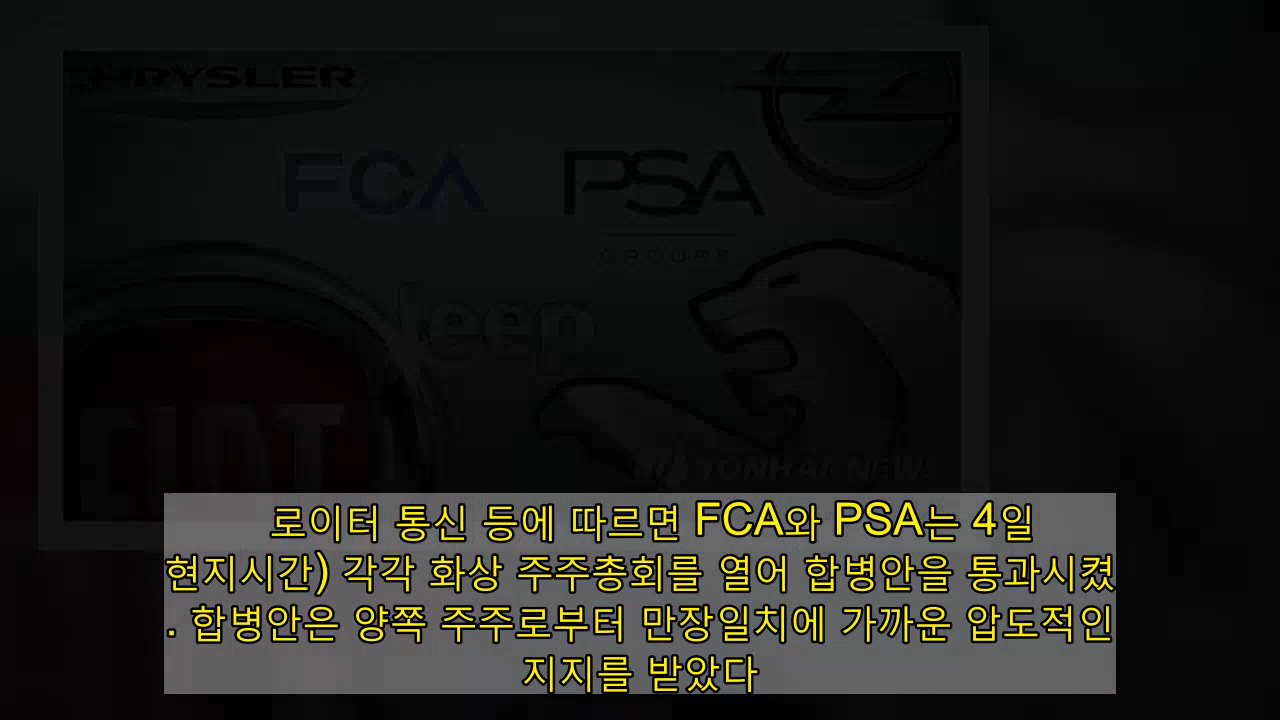 CHRYSLER
FCA PSA
GROUPE
Jeep
FIAT
YONHAP NEWS
로이터 통신 등에 따르면 FCA와 PSA는 4일
현지시간) 각각 화상 주주총회를 열어 합병안을 통과시켰
. 합병안은 양쪽 주주로부터 만장일치에 가까운 압도적인
지지를 받았다